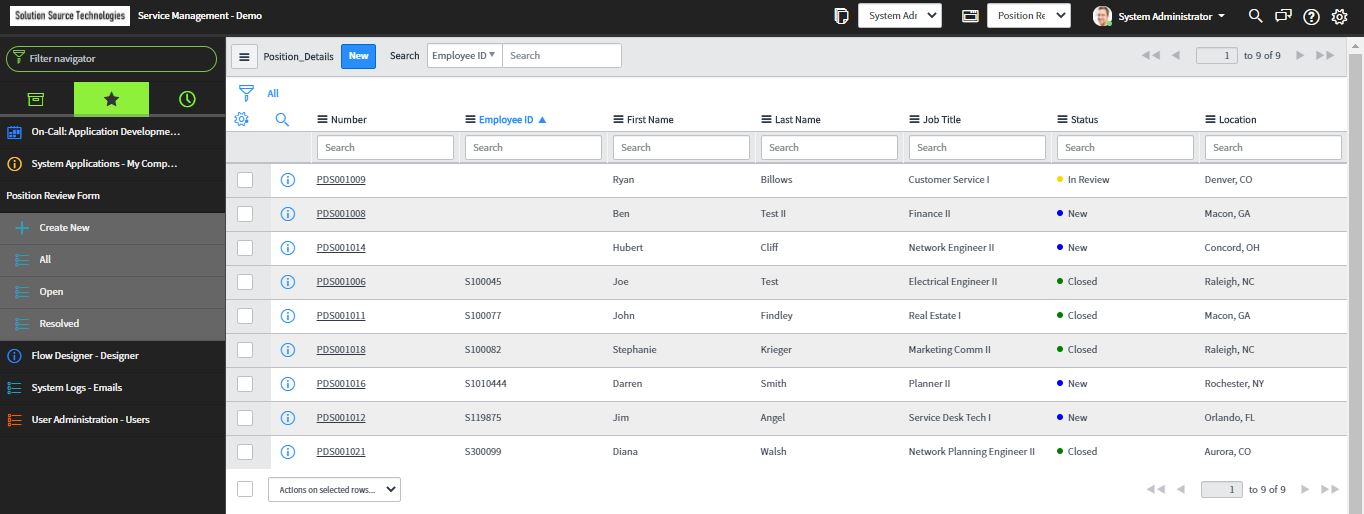 Solution Source Technologies Service Management - Demo System Adr Position Re System Administrator
Filter navigator
On-Call: Application Developme...
System Applications - My Comp...
Position Review Form
Create New
All
Open
Resolved
Flow Designer - Designer
System Logs - Emails
User Administration - Users
Position_Details New Search Employee ID Search 1 to 9 of 9
All
Number Employee ID First Name Last Name Job Title Status Location
Search Search Search Search Search Search Search
PDS001009 Ryan Billows Customer Service I In Review Denver, CO
PDS001008 Ben Test II Finance II New Macon, GA
PDS001014 Hubert Cliff Network Engineer II New Concord, OH
PDS001006 S100045 Joe Test Electrical Engineer II Closed Raleigh, NC
PDS001011 S100077 John Findley Real Estate I Closed Macon, GA
PDS001018 S100082 Stephanie Krieger Marketing Comm II Closed Raleigh, NC
PDS001016 S1010444 Darren Smith Planner II New Rochester, NY
PDS001012 S119875 Jim Angel Service Desk Tech I New Orlando, FL
PDS001021 S300099 Diana Walsh Network Planning Engineer II Closed Aurora, CO
Actions on selected rows... 1 to 9 of 9